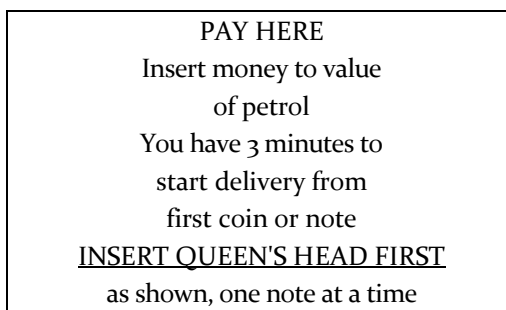 PAY HERE
Insert money to value
of petrol
You have 3 minutes to
start delivery from
first coin or note
INSERT QUEEN'S HEAD FIRST
as shown, one note at a time